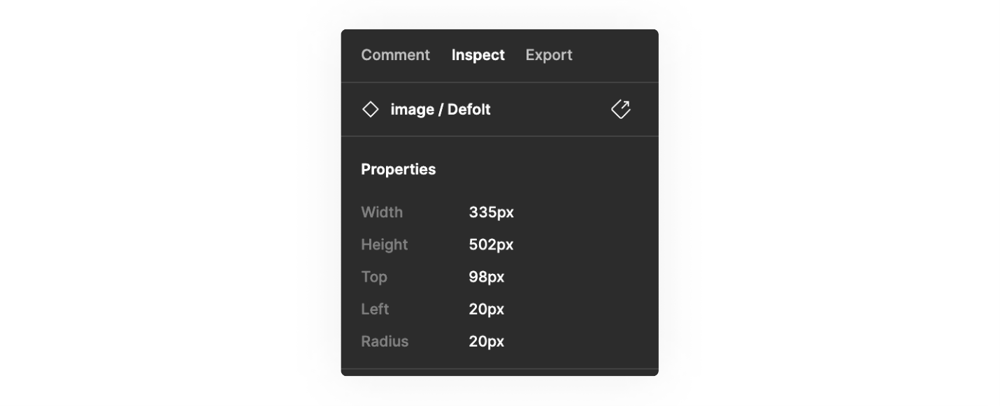 Comment Inspect Export
image / Defolt
Properties
Width 335px
Height 502px
Top 98px
Left 20px
Radius 20px